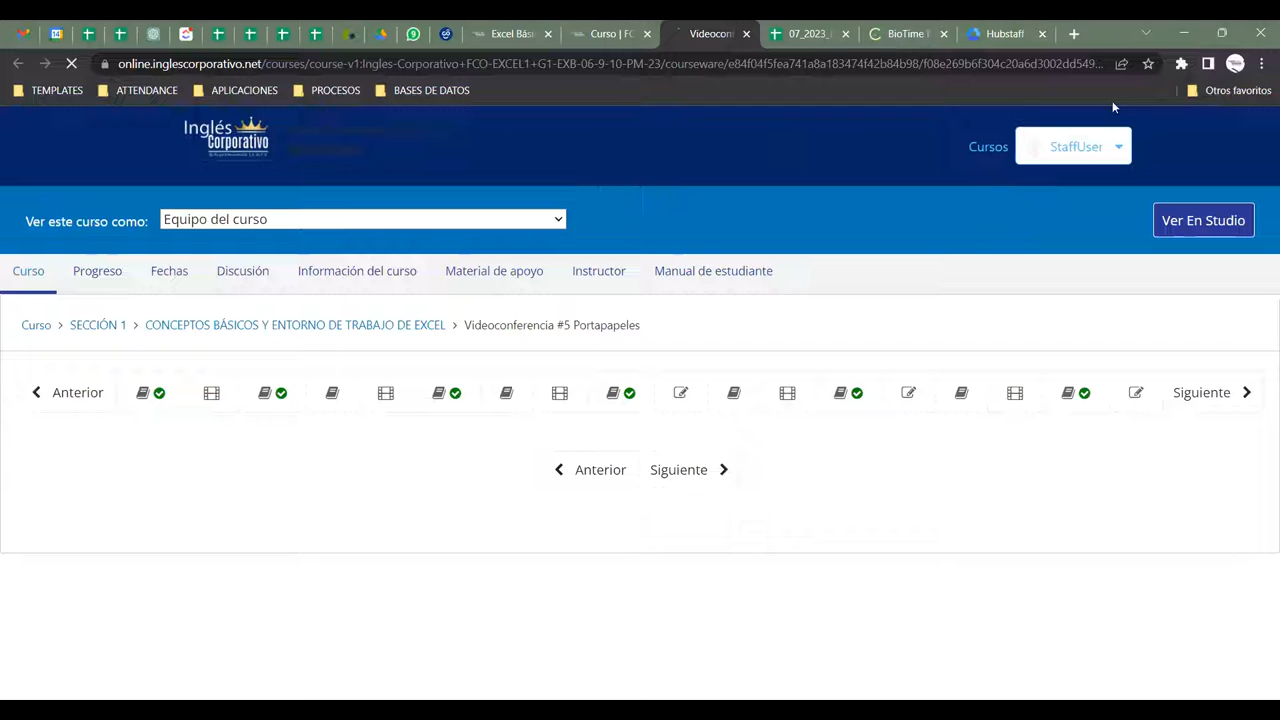 14
9
Excel Bás
Curso | FC
Videoconf
07_2023_
BioTime
Hubstaff
online.inglescorporativo.net/courses/course-v1:Ingles-Corporativo+FCO-EXCEL1+G1-EXB-06-9-10-PM-23/courseware/e84f04f5fea741a8a183474f42b84b98/f08e269b6f304c20a6d3002dd549...
TEMPLATES
ATTENDANCE
APLICACIONES
PROCESOS
BASES DE DATOS
Otros favoritos
Inglés
Corporativo
Cursos
StaffUser
Ver este curso como:
Equipo del curso
Ver En Studio
Curso
Progreso
Fechas
Discusión
Información del curso
Material de apoyo
Instructor
Manual de estudiante
Curso > SECCIÓN 1 > CONCEPTOS BÁSICOS Y ENTORNO DE TRABAJO DE EXCEL > Videoconferencia #5 Portapapeles
Anterior
Siguiente
Anterior
Siguiente